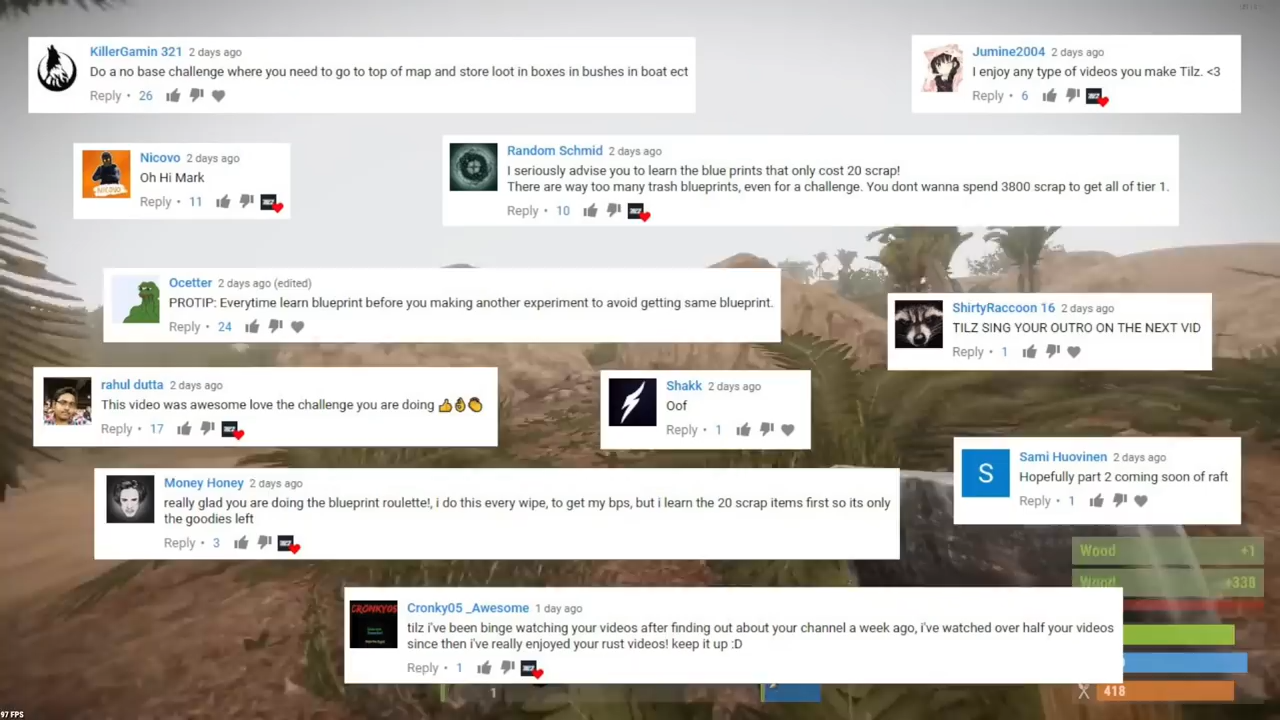 KillerGamin 321 2 days ago
Do a no base challenge where you need to go to top of map and store loot in boxes in bushes in boat ect
Reply • 26
Jumine2004 2 days ago
I enjoy any type of videos you make Tilz. <3
Reply • 6
Nicovo 2 days ago
Oh Hi Mark
Reply • 11
Random Schmid 2 days ago
I seriously advise you to learn the blue prints that only cost 20 scrap!
There are way too many trash blueprints, even for a challenge. You dont wanna spend 3800 scrap to get all of tier 1.
Reply • 10
Ocetter 2 days ago (edited)
PROTIP: Everytime learn blueprint before you making another experiment to avoid getting same blueprint.
Reply • 24
ShirtyRaccoon 16 2 days ago
TILZ SING YOUR OUTRO ON THE NEXT VID
Reply • 1
rahul dutta 2 days ago
This video was awesome love the challenge you are doing 👍👌👏
Reply • 17
Shakk 2 days ago
Oof
Reply • 1
Sami Huovinen 2 days ago
Hopefully part 2 coming soon of raft
Reply • 1
S
Money Honey 2 days ago
really glad you are doing the blueprint roulette!, i do this every wipe, to get my bps, but i learn the 20 scrap items first so its only
the goodies left
Reply • 3
Wood +1
Wood +338
CRONKY05
Cronky05 _Awesome 1 day ago
tilz i've been binge watching your videos after finding out about your channel a week ago, i've watched over half your videos
since then i've really enjoyed your rust videos! keep it up :D
Reply • 1
418
1
97 FPS